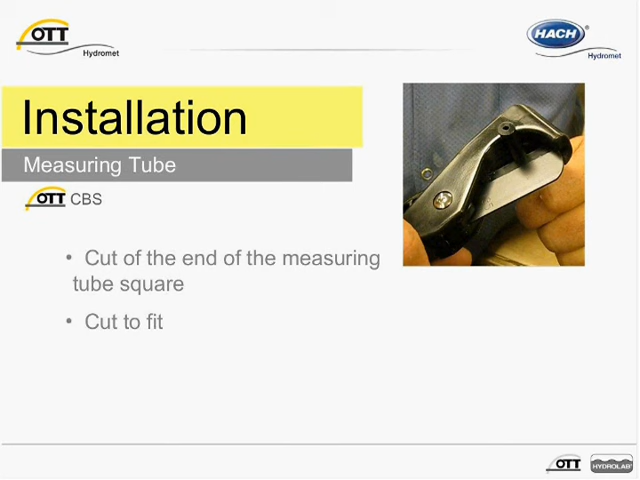 OTT
Hydromet
HACH®
Hydromet
Installation
Measuring Tube
OTT CBS
• Cut of the end of the measuring
tube square
• Cut to fit
OTT
HYDROLAB